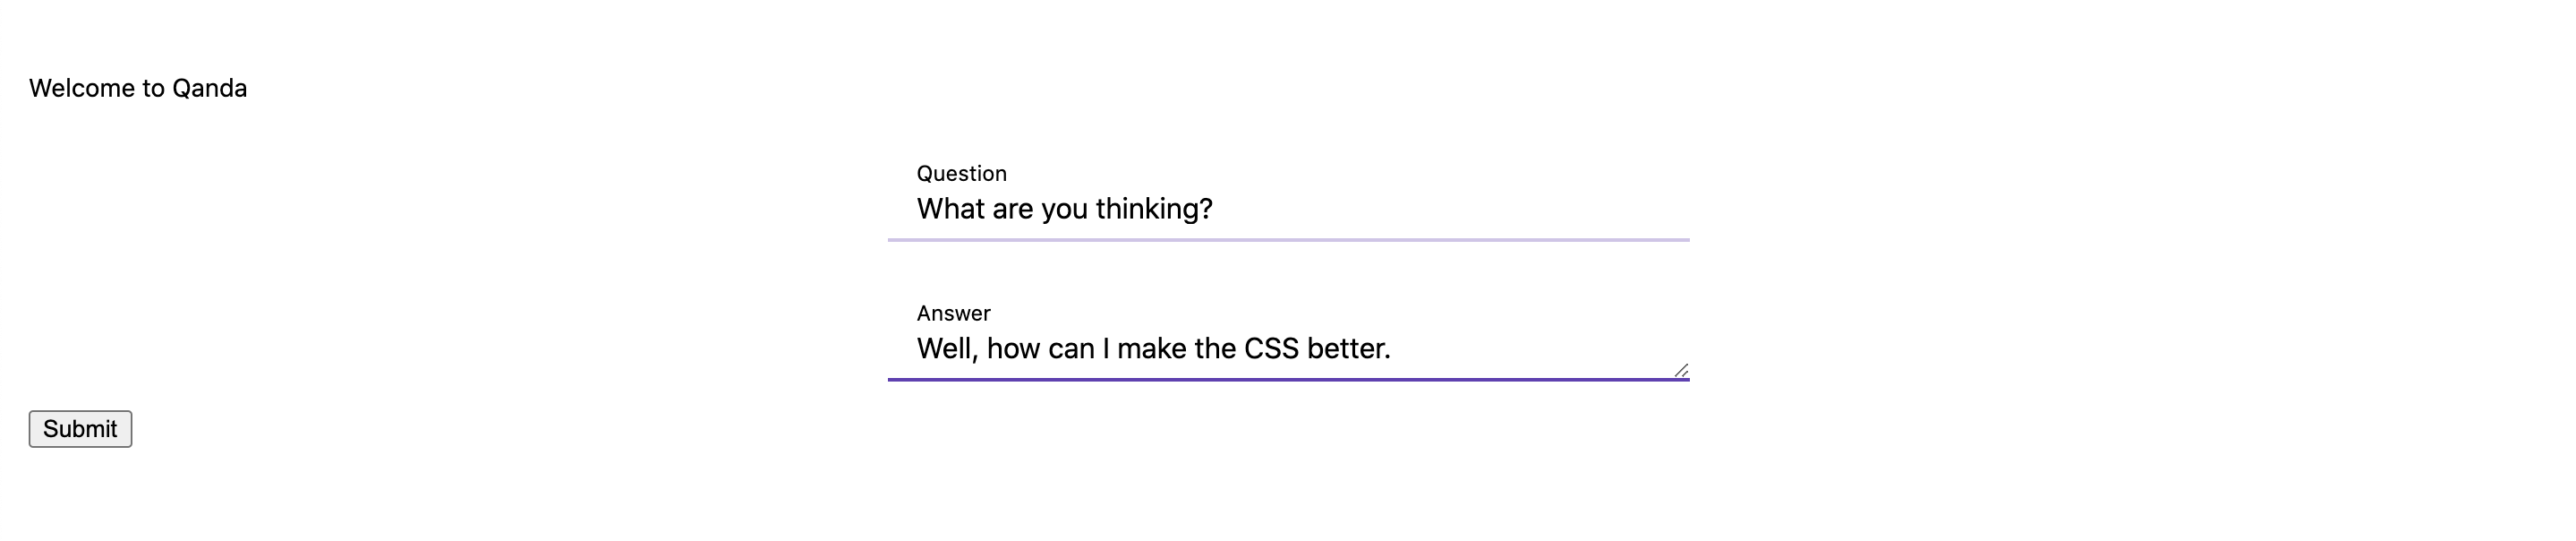 Welcome to Qanda
Question
What are you thinking?
Answer
Well, how can I make the CSS better.
Submit